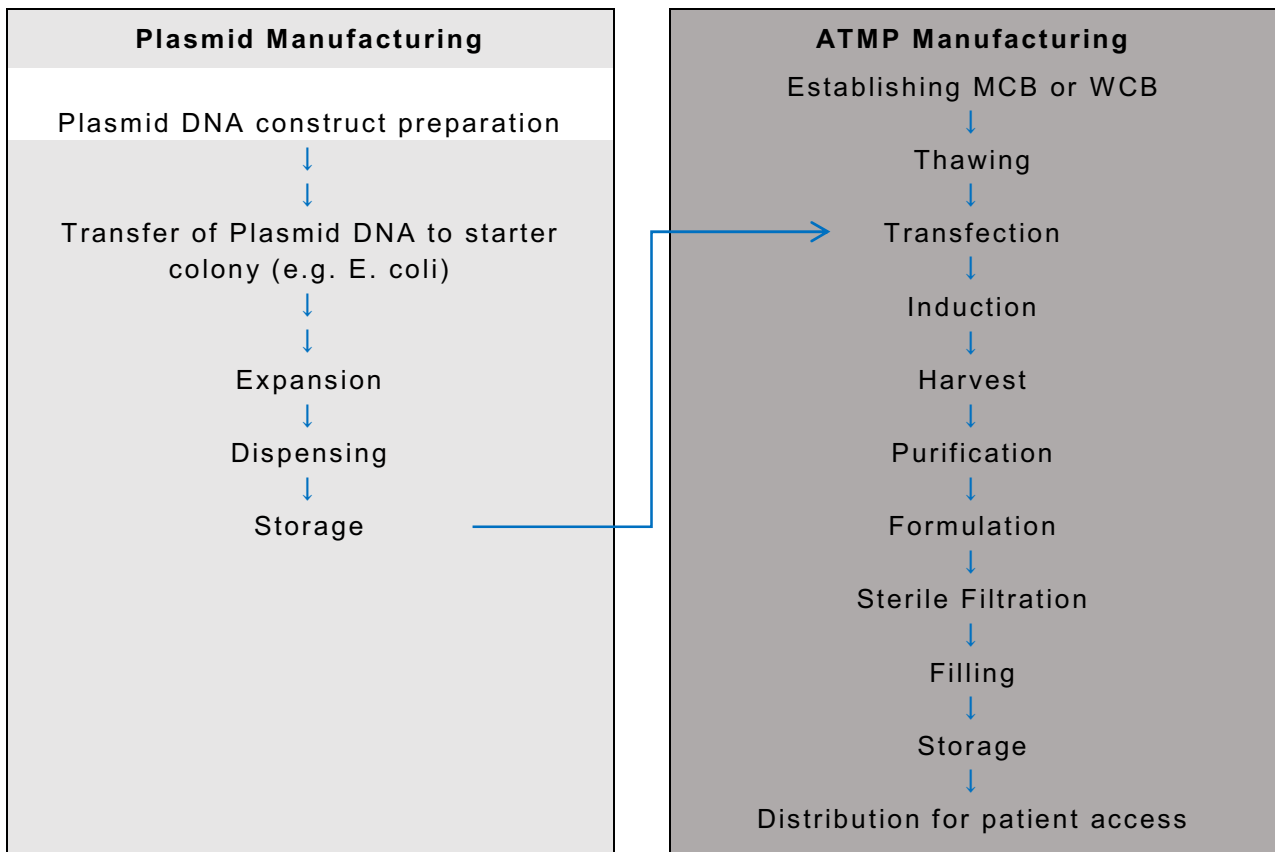 Plasmid Manufacturing
Plasmid DNA construct preparation
↓
↓
Transfer of Plasmid DNA to starter
colony (e.g. E. coli)
↓
↓
Expansion
↓
Dispensing
↓
Storage
ATMP Manufacturing
Establishing MCB or WCB
↓
Thawing
↓
Transfection
↓
Induction
↓
Harvest
↓
Purification
↓
Formulation
↓
Sterile Filtration
↓
Filling
↓
Storage
↓
Distribution for patient access